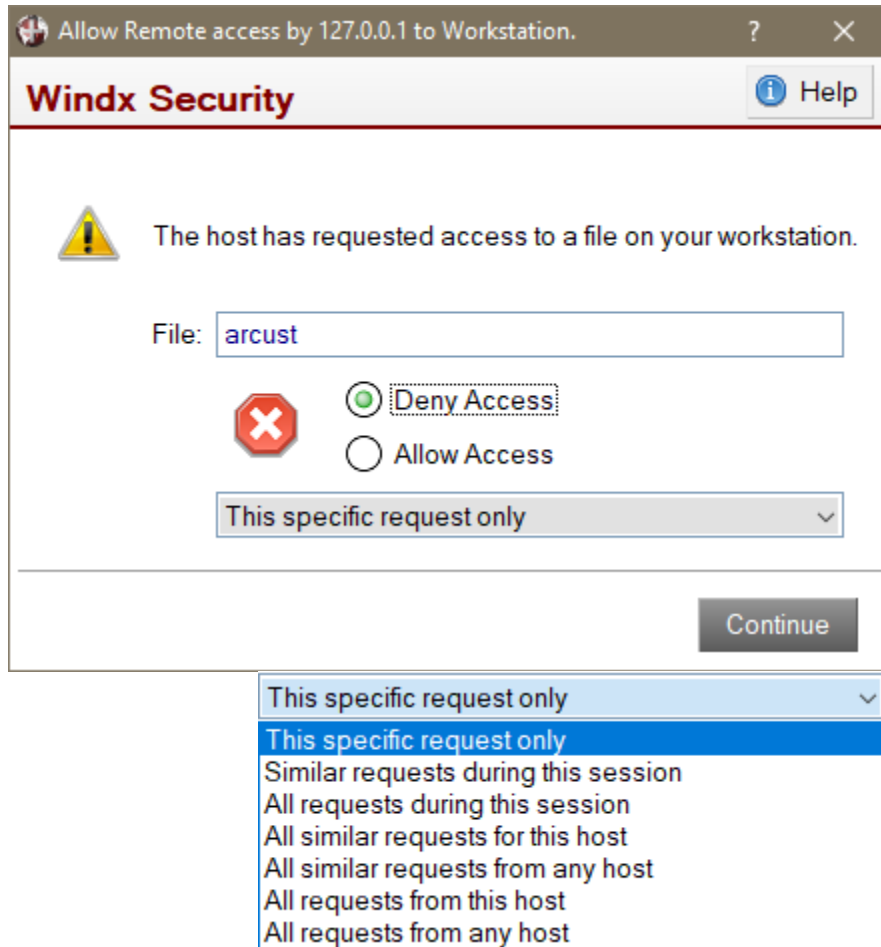 Allow Remote access by 127.0.0.1 to Workstation. ?
Windx Security Help
The host has requested access to a file on your workstation.
File: arcust
Deny Access
Allow Access
This specific request only
Continue
This specific request only
This specific request only
Similar requests during this session
All requests during this session
All similar requests for this host
All similar requests from any host
All requests from this host
All requests from any host